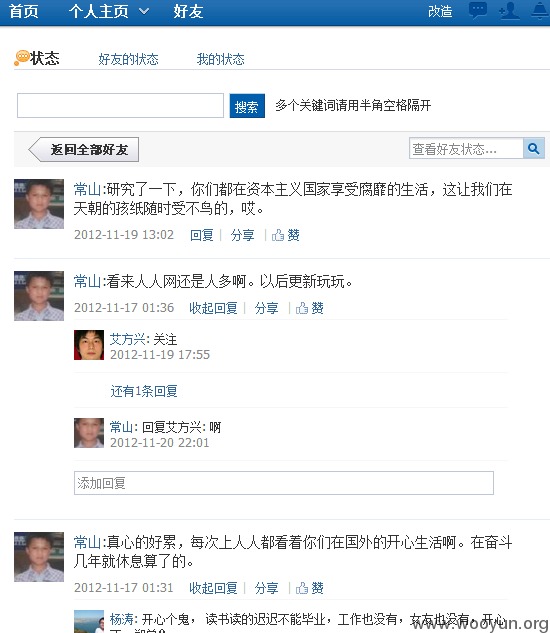 首页 个人主页 好友 改造
状态 好友的状态 我的状态
搜索 多个关键词请用半角空格隔开
返回全部好友 查看好友状态...
常山:研究了一下，你们都在资本主义国家享受腐靡的生活，这让我们在
天朝的孩纸随时受不鸟的，哎。
2012-11-19 13:02 回复 | 分享 | 赞
常山:看来人人网还是人多啊。以后更新玩玩。
2012-11-17 01:36 收起回复 | 分享 | 赞
艾方兴: 关注
2012-11-19 17:55
还有1条回复
常山: 回复艾方兴: 啊
2012-11-20 22:01
添加回复
常山:真心的好累，每次上人人都看着你们在国外的开心生活啊。在奋斗
几年就休息算了的。
2012-11-17 01:31 收起回复 | 分享 | 赞
杨涛: 开心个鬼， 读书读的迟迟不能毕业，工作也没有，女友也没有，开心
www.wooyun.org